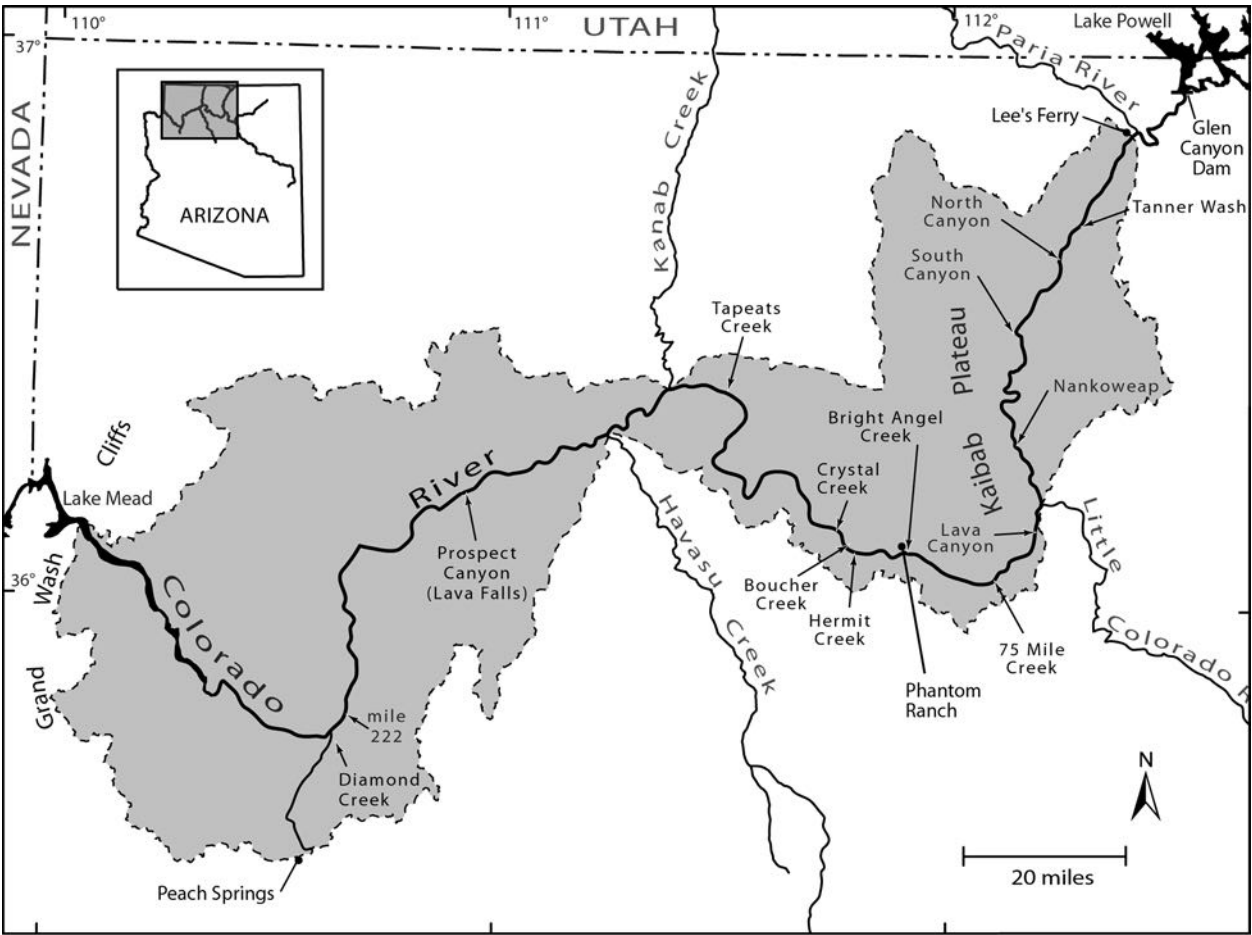 110°
111°
UTAH
112°
Lake Powell
37°
NEVADA
ARIZONA
Kanab Creek
Paria River
Lee's Ferry
Glen
Canyon
Dam
North
Canyon
Tanner Wash
South
Canyon
Tapeats
Creek
Kaibab Plateau
Nankoweap
Bright Angel
Creek
Cliffs
Lake Mead
River
Crystal
Creek
Havasu Creek
Lava
Canyon
Little
Prospect
Canyon
(Lava Falls)
36°
Wash
Colorado
Boucher
Creek
Hermit
Creek
75 Mile
Creek
Colorado R
Phantom
Ranch
Grand
mile
222
Diamond
Creek
N
20 miles
Peach Springs